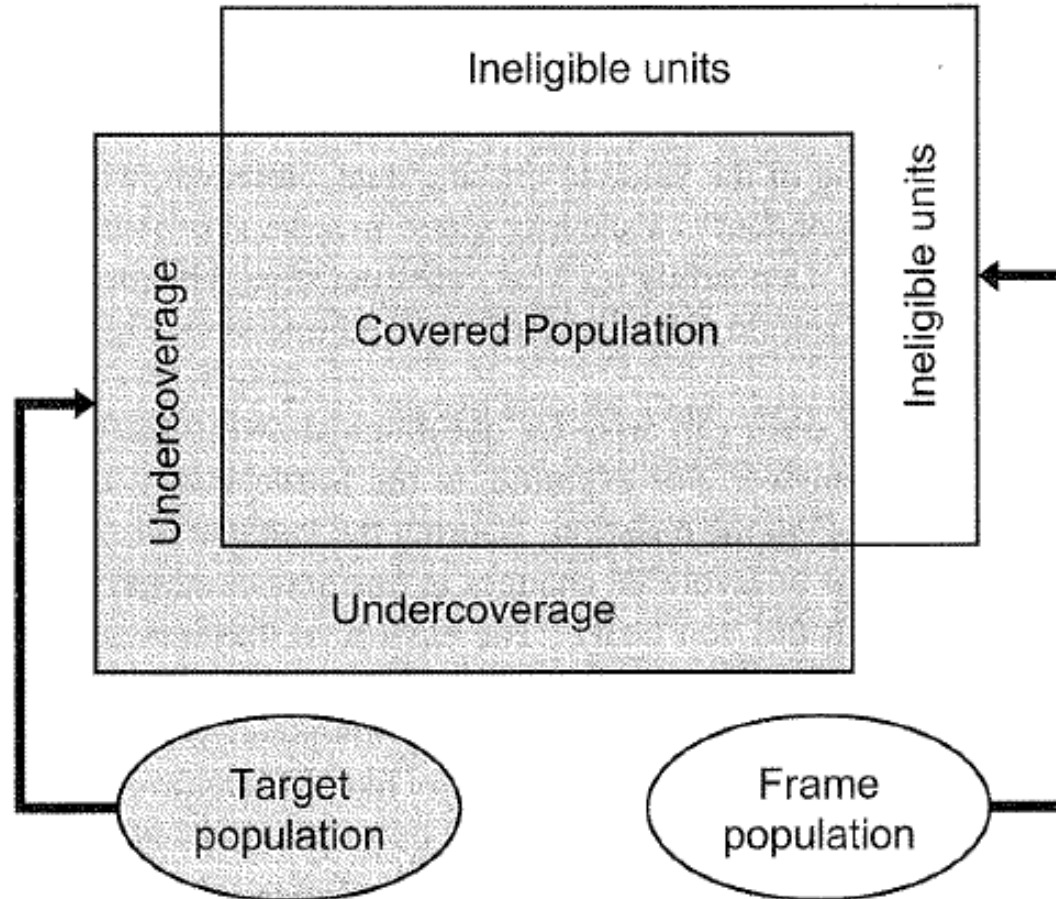 Ineligible units
Ineligible units
Undercoverage
Covered Population
Undercoverage
Target
population
Frame
population